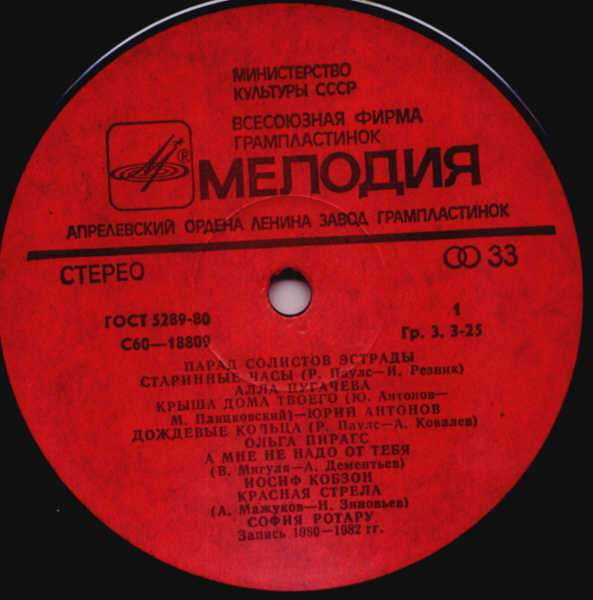 МИНИСТЕРСТВО
КУЛЬТУРЫ СССР
ВСЕСОЮЗНАЯ ФИРМА
ГРАМПЛАСТИНОК
® МЕЛОДИЯ
АПРЕЛЕВСКИЙ ОРДЕНА ЛЕНИНА ЗАВОД ГРАМПЛАСТИНОК
СТЕРЕО
33
ГОСТ 5289-80
1
С60—18809
Гр. 3. 3-25
ПАРАД СОЛИСТОВ ЭСТРАДЫ
СТАРИННЫЕ ЧАСЫ (Р. Паулс—И. Резник)
АЛЛА ПУГАЧЕВА
КРЫША ДОМА ТВОЕГО (Ю. Антонов—
М. Пляцковский)—ЮРИЙ АНТОНОВ
ДОЖДЕВЫЕ КОЛЬЦА (Р. Паулс—А. Ковалев)
ОЛЬГА ПИРАГС
А МНЕ НЕ НАДО ОТ ТЕБЯ
(В. Мигуля—А. Дементьев)
ИОСИФ КОБЗОН
КРАСНАЯ СТРЕЛА
(А. Мажуков—Н. Зиновьев)
СОФИЯ РОТАРУ
Запись 1980—1982 гг.